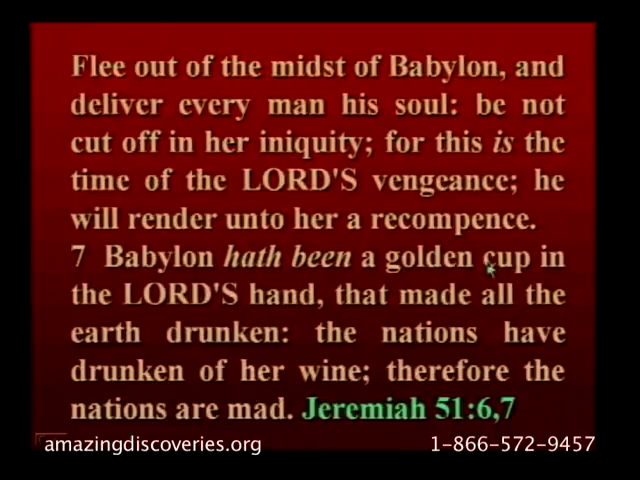 Flee out of the midst of Babylon, and
deliver every man his soul: be not
cut off in her iniquity; for this is the
time of the LORD'S vengeance; he
will render unto her a recompence.
7 Babylon hath been a golden cup in
the LORD'S hand, that made all the
earth drunken: the nations have
drunken of her wine; therefore the
nations are mad. Jeremiah 51:6,7
amazingdiscoveries.org 1-866-572-9457